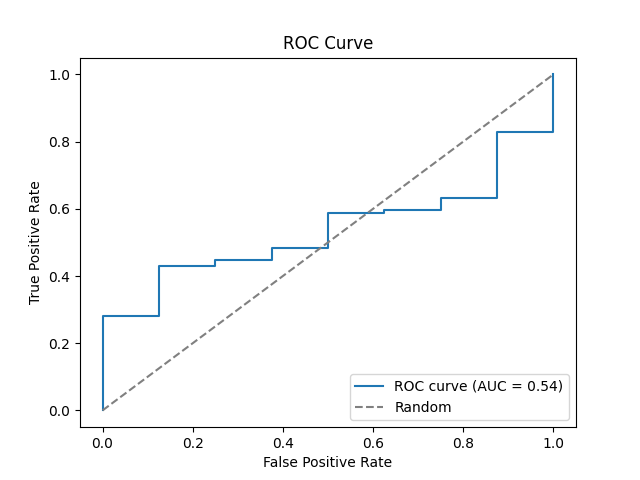 ROC Curve
True Positive Rate
1.0
0.8
0.6
0.4
0.2
0.0
ROC curve (AUC = 0.54)
Random
0.0 0.2 0.4 0.6 0.8 1.0
False Positive Rate